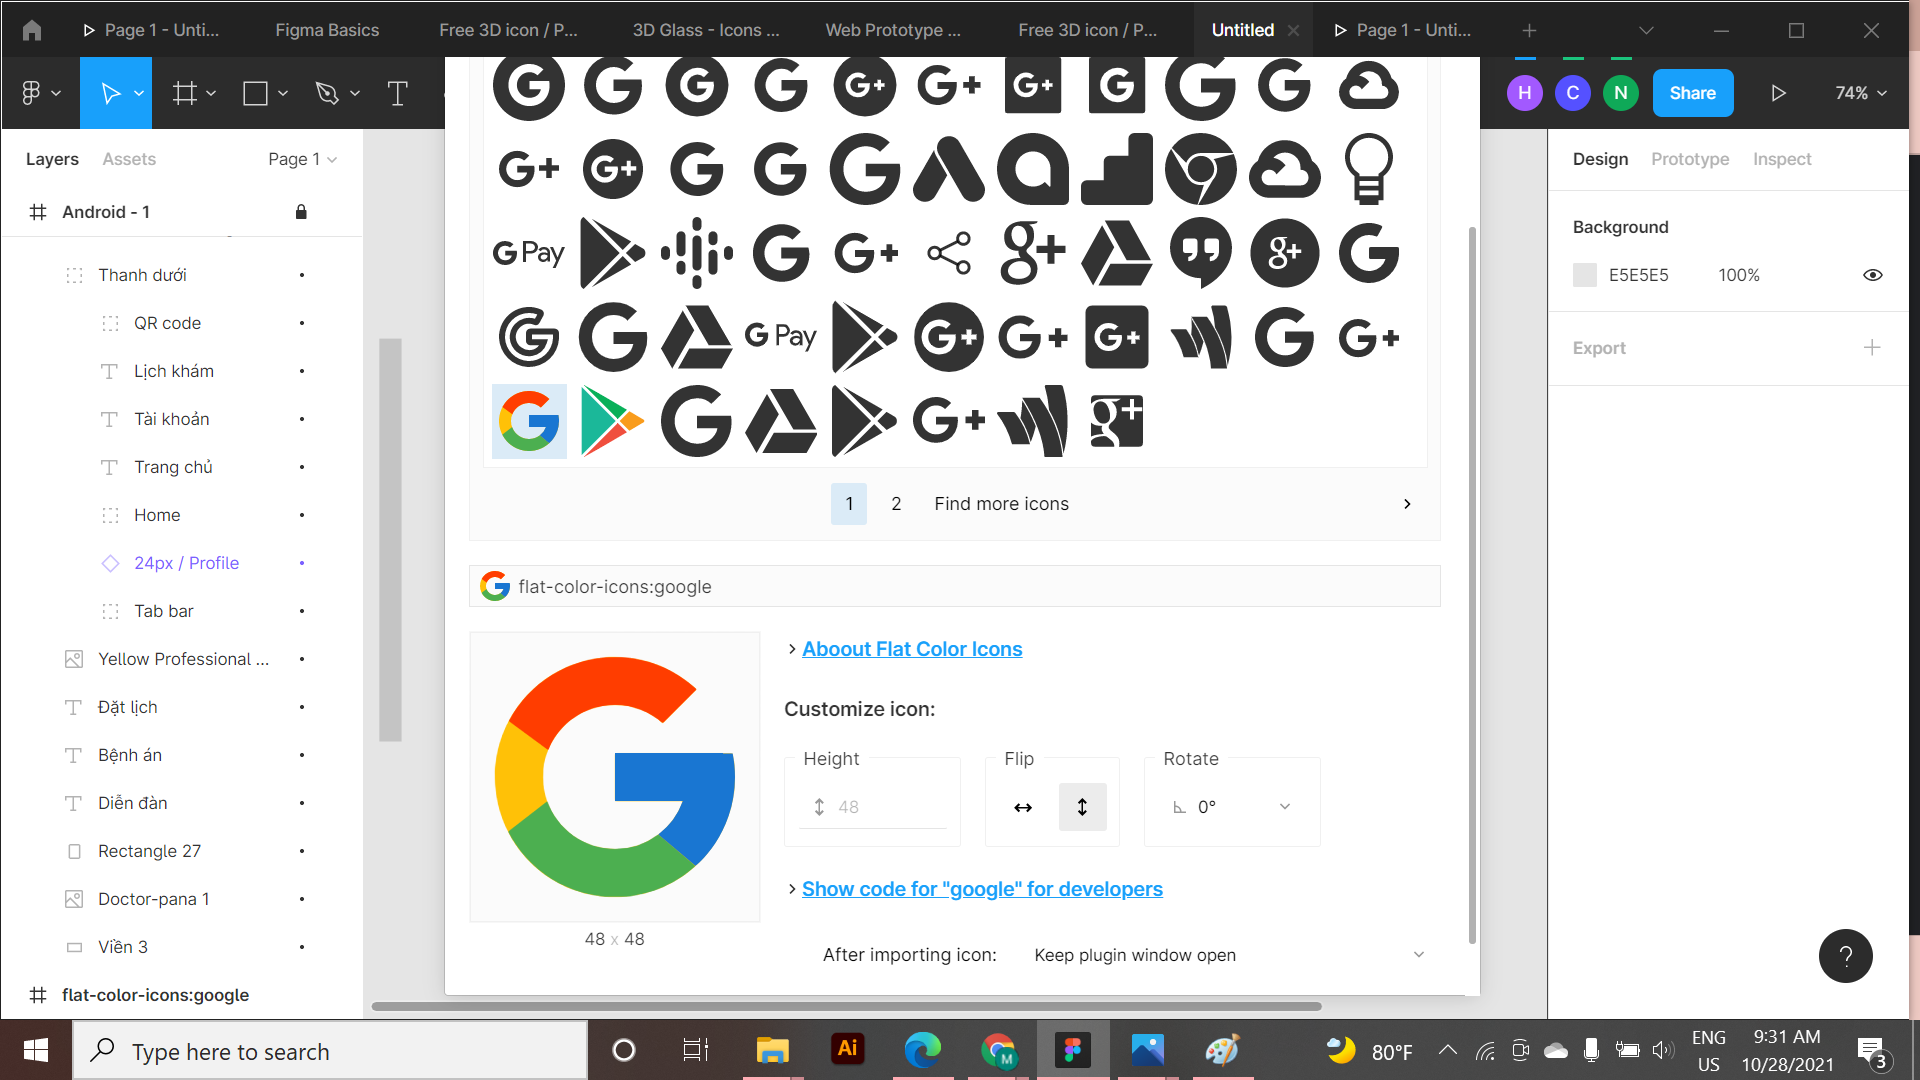 Page 1 - Unti...
Figma Basics
Free 3D icon / P...
3D Glass - Icons ...
Web Prototype ...
Free 3D icon / P...
Untitled
Page 1 - Unti...
H
C
N
Share
74%
Layers
Assets
Page 1
Design
Prototype
Inspect
Android - 1
Background
E5E5E5
100%
Export
Thanh dưới
QR code
Lịch khám
Tài khoản
Trang chủ
Home
24px / Profile
Tab bar
Yellow Professional ...
Đặt lịch
Bệnh án
Diễn đàn
Rectangle 27
Doctor-pana 1
Viền 3
flat-color-icons:google
G Pay
G Pay
1
2
Find more icons
flat-color-icons:google
Aboout Flat Color Icons
Customize icon:
Height
Flip
Rotate
48
0°
Show code for "google" for developers
48 x 48
After importing icon:
Keep plugin window open
?
Type here to search
Ai
M
80°F
ENG
US
9:31 AM
10/28/2021
3